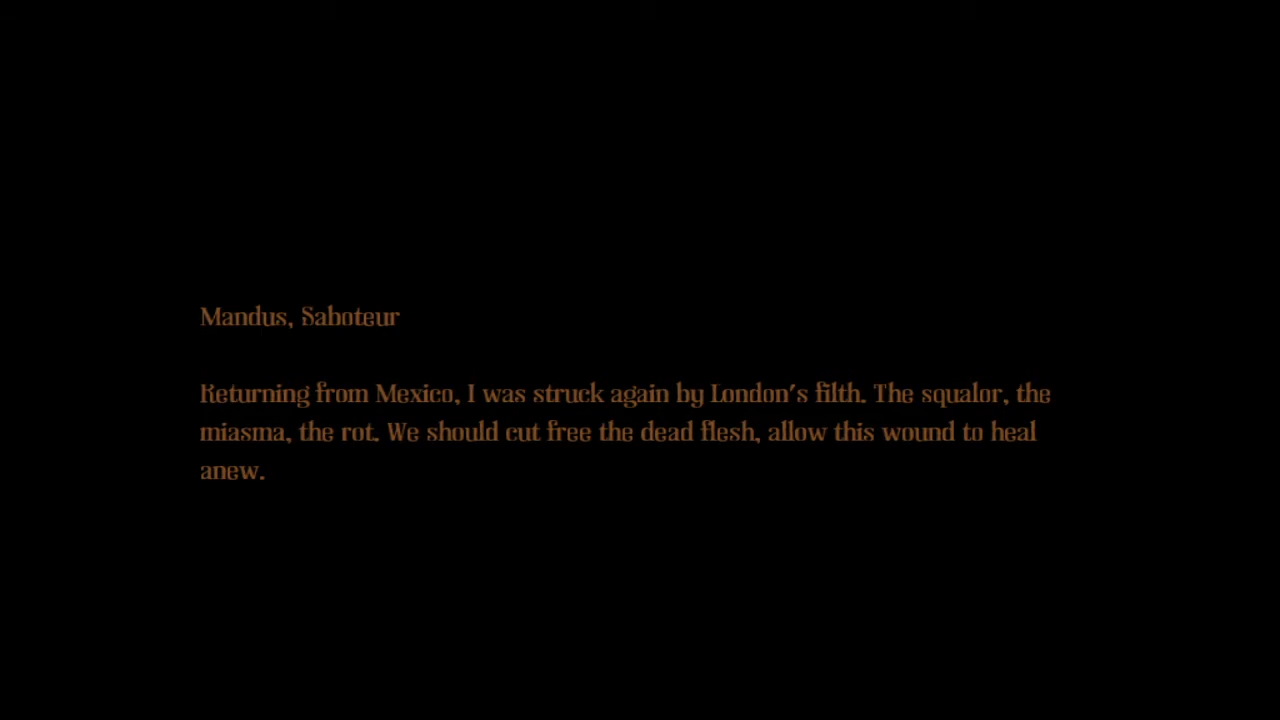 Mandus, Saboteur
Returning from Mexico, I was struck again by London's filth. The squalor, the
miasma, the rot. We should cut free the dead flesh, allow this wound to heal
anew.